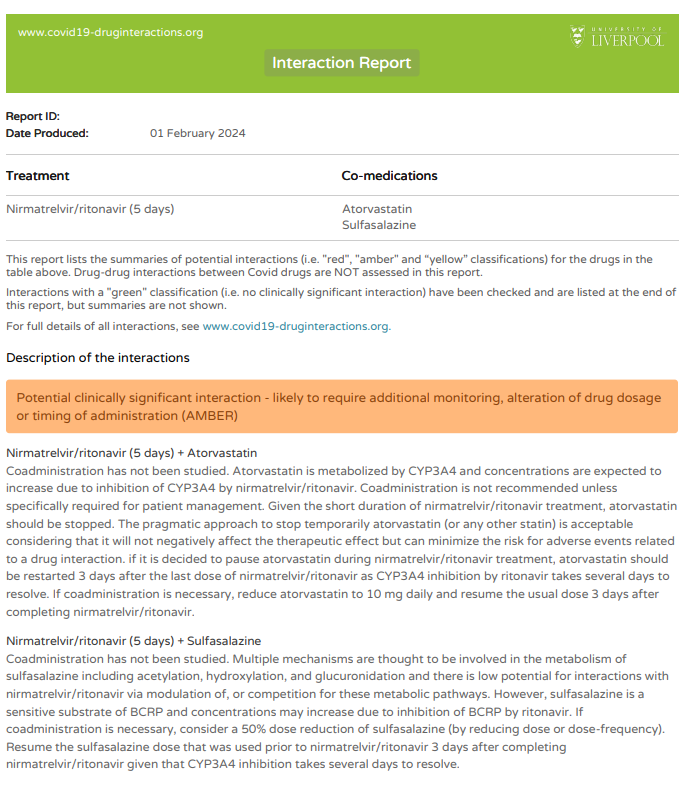 www.covid19-druginteractions.org
UNIVERSITY OF
LIVERPOOL
Interaction Report
Report ID:
Date Produced: 01 February 2024
Treatment Co-medications
Nirmatrelvir/ritonavir (5 days) Atorvastatin
Sulfasalazine
This report lists the summaries of potential interactions (i.e. "red", "amber" and "yellow" classifications) for the drugs in the
table above. Drug-drug interactions between Covid drugs are NOT assessed in this report.
Interactions with a "green" classification (i.e. no clinically significant interaction) have been checked and are listed at the end of
this report, but summaries are not shown.
For full details of all interactions, see www.covid19-druginteractions.org.
Description of the interactions
Potential clinically significant interaction - likely to require additional monitoring, alteration of drug dosage
or timing of administration (AMBER)
Nirmatrelvir/ritonavir (5 days) + Atorvastatin
Coadministration has not been studied. Atorvastatin is metabolized by CYP3A4 and concentrations are expected to
increase due to inhibition of CYP3A4 by nirmatrelvir/ritonavir. Coadministration is not recommended unless
specifically required for patient management. Given the short duration of nirmatrelvir/ritonavir treatment, atorvastatin
should be stopped. The pragmatic approach to stop temporarily atorvastatin (or any other statin) is acceptable
considering that it will not negatively affect the therapeutic effect but can minimize the risk for adverse events related
to a drug interaction. if it is decided to pause atorvastatin during nirmatrelvir/ritonavir treatment, atorvastatin should
be restarted 3 days after the last dose of nirmatrelvir/ritonavir as CYP3A4 inhibition by ritonavir takes several days to
resolve. If coadministration is necessary, reduce atorvastatin to 10 mg daily and resume the usual dose 3 days after
completing nirmatrelvir/ritonavir.
Nirmatrelvir/ritonavir (5 days) + Sulfasalazine
Coadministration has not been studied. Multiple mechanisms are thought to be involved in the metabolism of
sulfasalazine including acetylation, hydroxylation, and glucuronidation and there is low potential for interactions with
nirmatrelvir/ritonavir via modulation of, or competition for these metabolic pathways. However, sulfasalazine is a
sensitive substrate of BCRP and concentrations may increase due to inhibition of BCRP by ritonavir. If
coadministration is necessary, consider a 50% dose reduction of sulfasalazine (by reducing dose or dose-frequency).
Resume the sulfasalazine dose that was used prior to nirmatrelvir/ritonavir 3 days after completing
nirmatrelvir/ritonavir given that CYP3A4 inhibition takes several days to resolve.